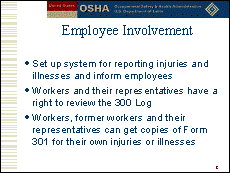 United States
OSHA
Occupational Safety & Health Administration
U.S. Department of Labor
Employee Involvement
Set up system for reporting injuries and
illnesses and inform employees
Workers and their representatives have a
right to review the 300 Log
Workers, former workers and their
representatives can get copies of Form
301 for their own injuries or illnesses